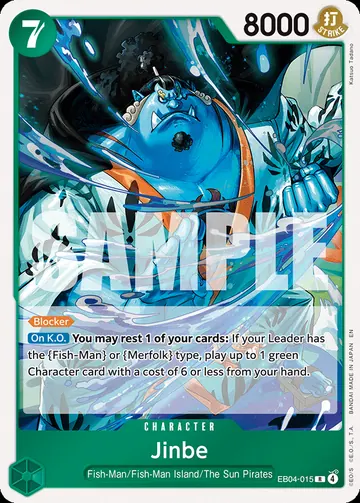 7
8000
打
STRIKE
Katsuo Tadano
SAMPLE
Blocker
On K.O. You may rest 1 of your cards: If your Leader has
the {Fish-Man} or {Merfolk} type, play up to 1 green
Character card with a cost of 6 or less from your hand.
CHARACTER
Jinbe
Fish-Man/Fish-Man Island/The Sun Pirates
EB04-015 R 4
©E.O/S. ©E.O./S., T.A. BANDAI MADE IN JAPAN EN